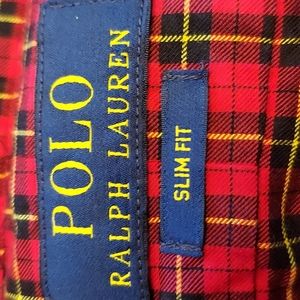 POLO
RALPH LAUREN
SLIM FIT